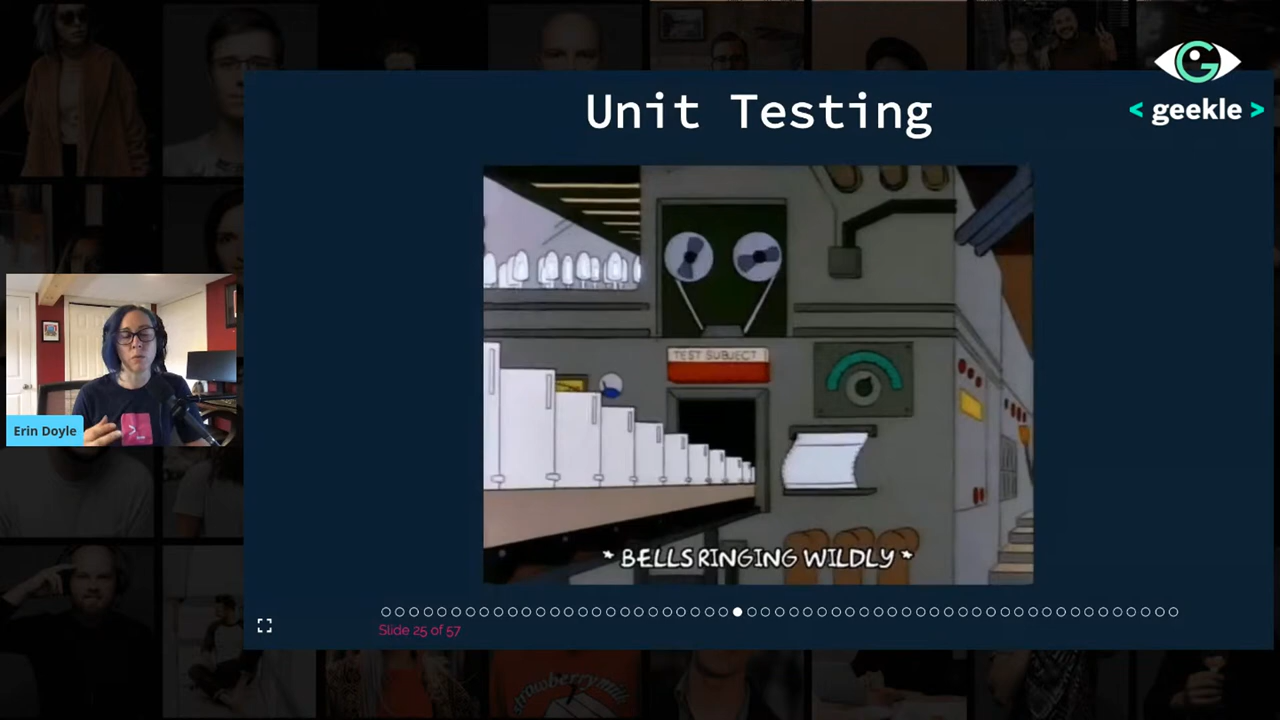 Unit Testing
< geekle >
TEST SUBJECT
Erin Doyle
* BELLS RINGING WILDLY *
Slide 25 of 57